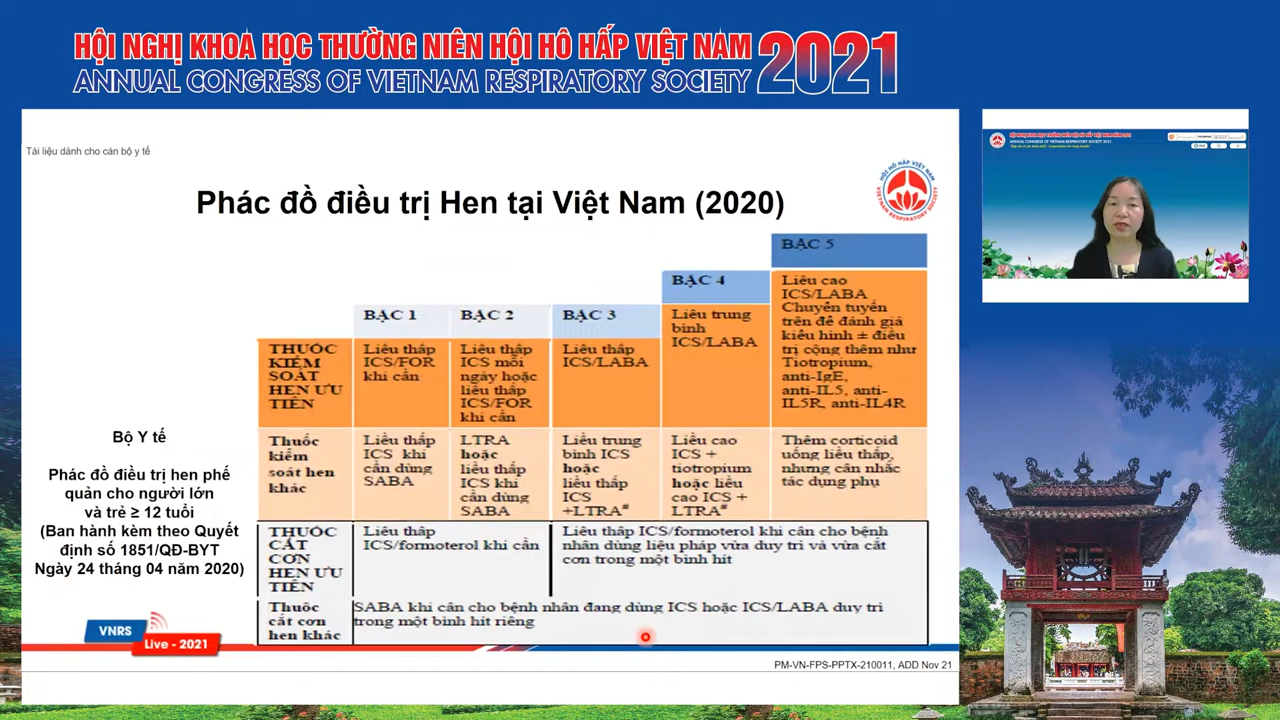 HỘI NGHỊ KHOA HỌC THƯỜNG NIÊN HỘI HÔ HẤP VIỆT NAM
ANNUAL CONGRESS OF VIETNAM RESPIRATORY SOCIETY
2021
Tài liệu dành cho cán bộ y tế
HỘI HÔ HẤP VIỆT NAM
VIETNAM RESPIRATORY SOCIETY
Phác đồ điều trị Hen tại Việt Nam (2020)
BẬC 1
BẬC 2
BẬC 3
BẬC 4
BẬC 5
THUỐC
KIỂM
SOÁT
HEN ƯU
TIÊN
Liều thấp
ICS/FOR
khi cần
Liều thấp
ICS mỗi
ngày hoặc
liều thấp
ICS/FOR
khi cần
Liều thấp
ICS/LABA
Liều trung
bình
ICS/LABA
Liều cao
ICS/LABA
Chuyển tuyến
trên để đánh giá
kiểu hình ± điều
trị cộng thêm như
Tiotropium,
anti-IgE,
anti-IL5, anti-
IL5R, anti-IL4R
Thuốc
kiểm
soát hen
khác
Liều thấp
ICS khi
cần dùng
SABA
LTRA
hoặc
liều thấp
ICS khi
cần dùng
SABA
Liều trung
bình ICS
hoặc
liều thấp
ICS
+LTRA#
Liều cao
ICS +
tiotropium
hoặc liều
cao ICS +
LTRA#
Thêm corticoid
uống liều thấp,
nhưng cân nhắc
tác dụng phụ
THUỐC
CẮT
CƠN
HEN ƯU
TIÊN
Liều thấp
ICS/formoterol khi cần
Liều thấp ICS/formoterol khi cần cho bệnh
nhân dùng liệu pháp vừa duy trì và vừa cắt
cơn trong một bình hít
Thuốc
cắt cơn
hen khác
SABA khi cần cho bệnh nhân đang dùng ICS hoặc ICS/LABA duy trì
trong một bình hít riêng
Bộ Y tế
Phác đồ điều trị hen phế
quản cho người lớn
và trẻ ≥ 12 tuổi
(Ban hành kèm theo Quyết
định số 1851/QĐ-BYT
Ngày 24 tháng 04 năm 2020)
VNRS
Live - 2021
PM-VN-FPS-PPTX-210011, ADD Nov 21